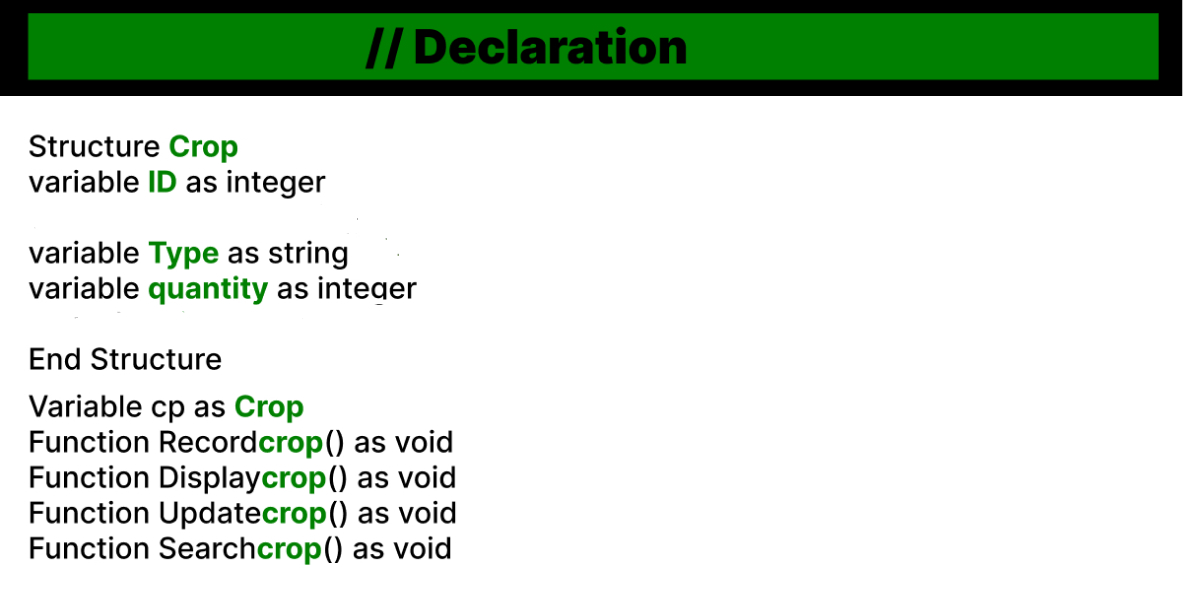 // Declaration
Structure Crop
variable ID as integer
variable Type as string
variable quantity as integer
End Structure
Variable cp as Crop
Function Recordcrop() as void
Function Displaycrop() as void
Function Updatecrop() as void
Function Searchcrop() as void